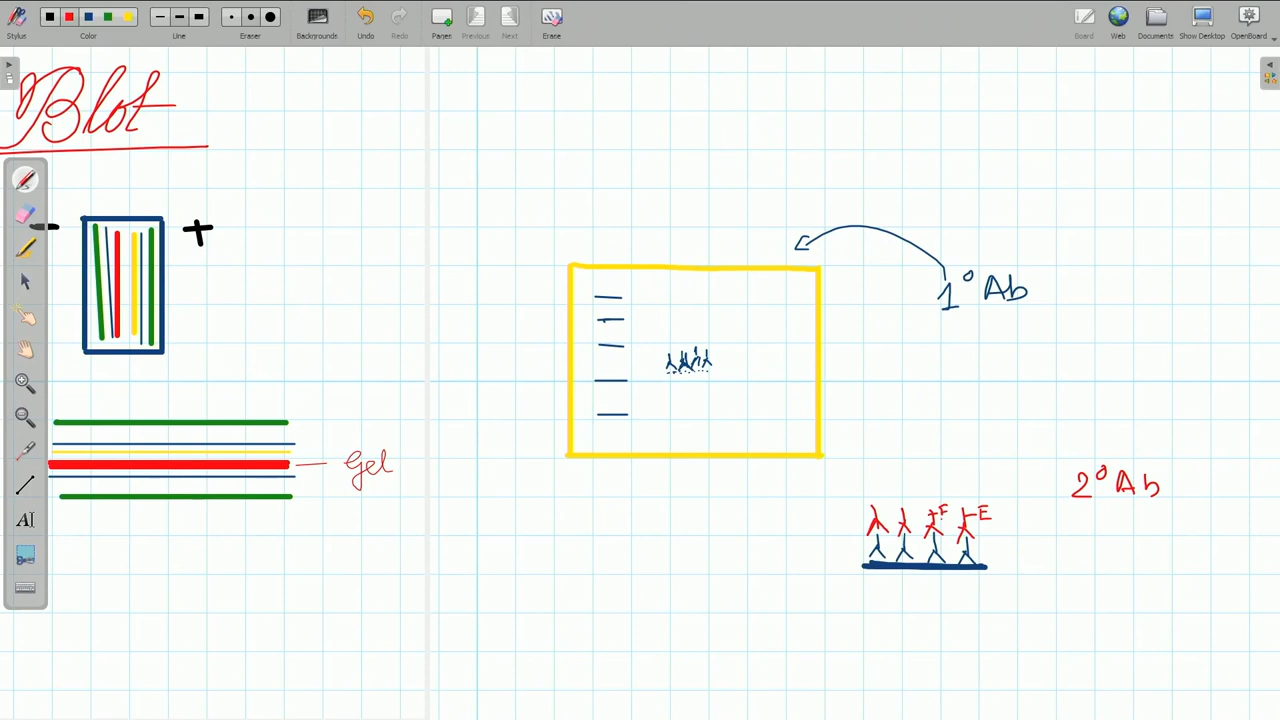 Stylus Color Line Eraser Backgrounds Undo Redo Pages Previous Next Erase Board Web Documents Show Desktop OpenBoard
Blot
- +
1° Ab
Gel
2° Ab
E E
A